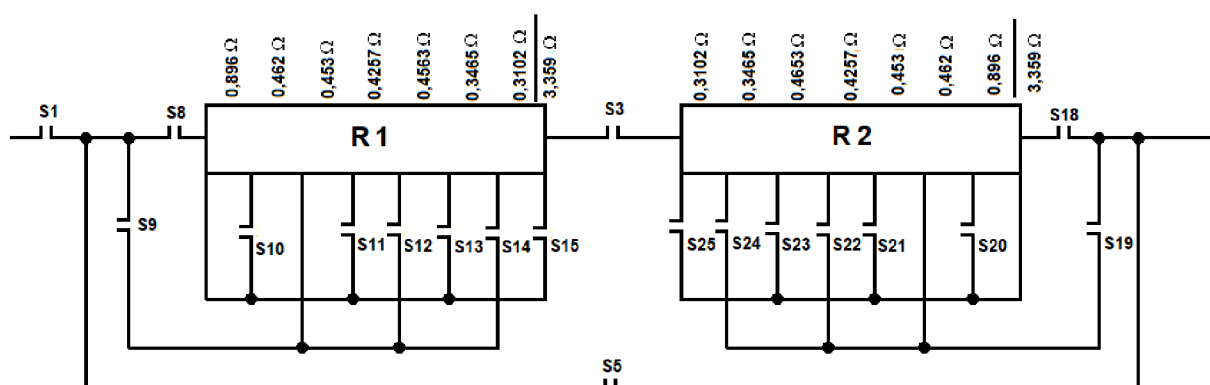 0,896 Ω
0,462 Ω
0,453 Ω
0,4257 Ω
0,4563 Ω
0,3465 Ω
0,3102 Ω
3,359 Ω
0,3102 Ω
0,3465 Ω
0,4653 Ω
0,4257 Ω
0,453 Ω
0,462 Ω
0,896 Ω
3,359 Ω
S1
S8
R 1
S3
R 2
S18
S9
S10
S11
S12
S13
S14
S15
S25
S24
S23
S22
S21
S20
S19
S5